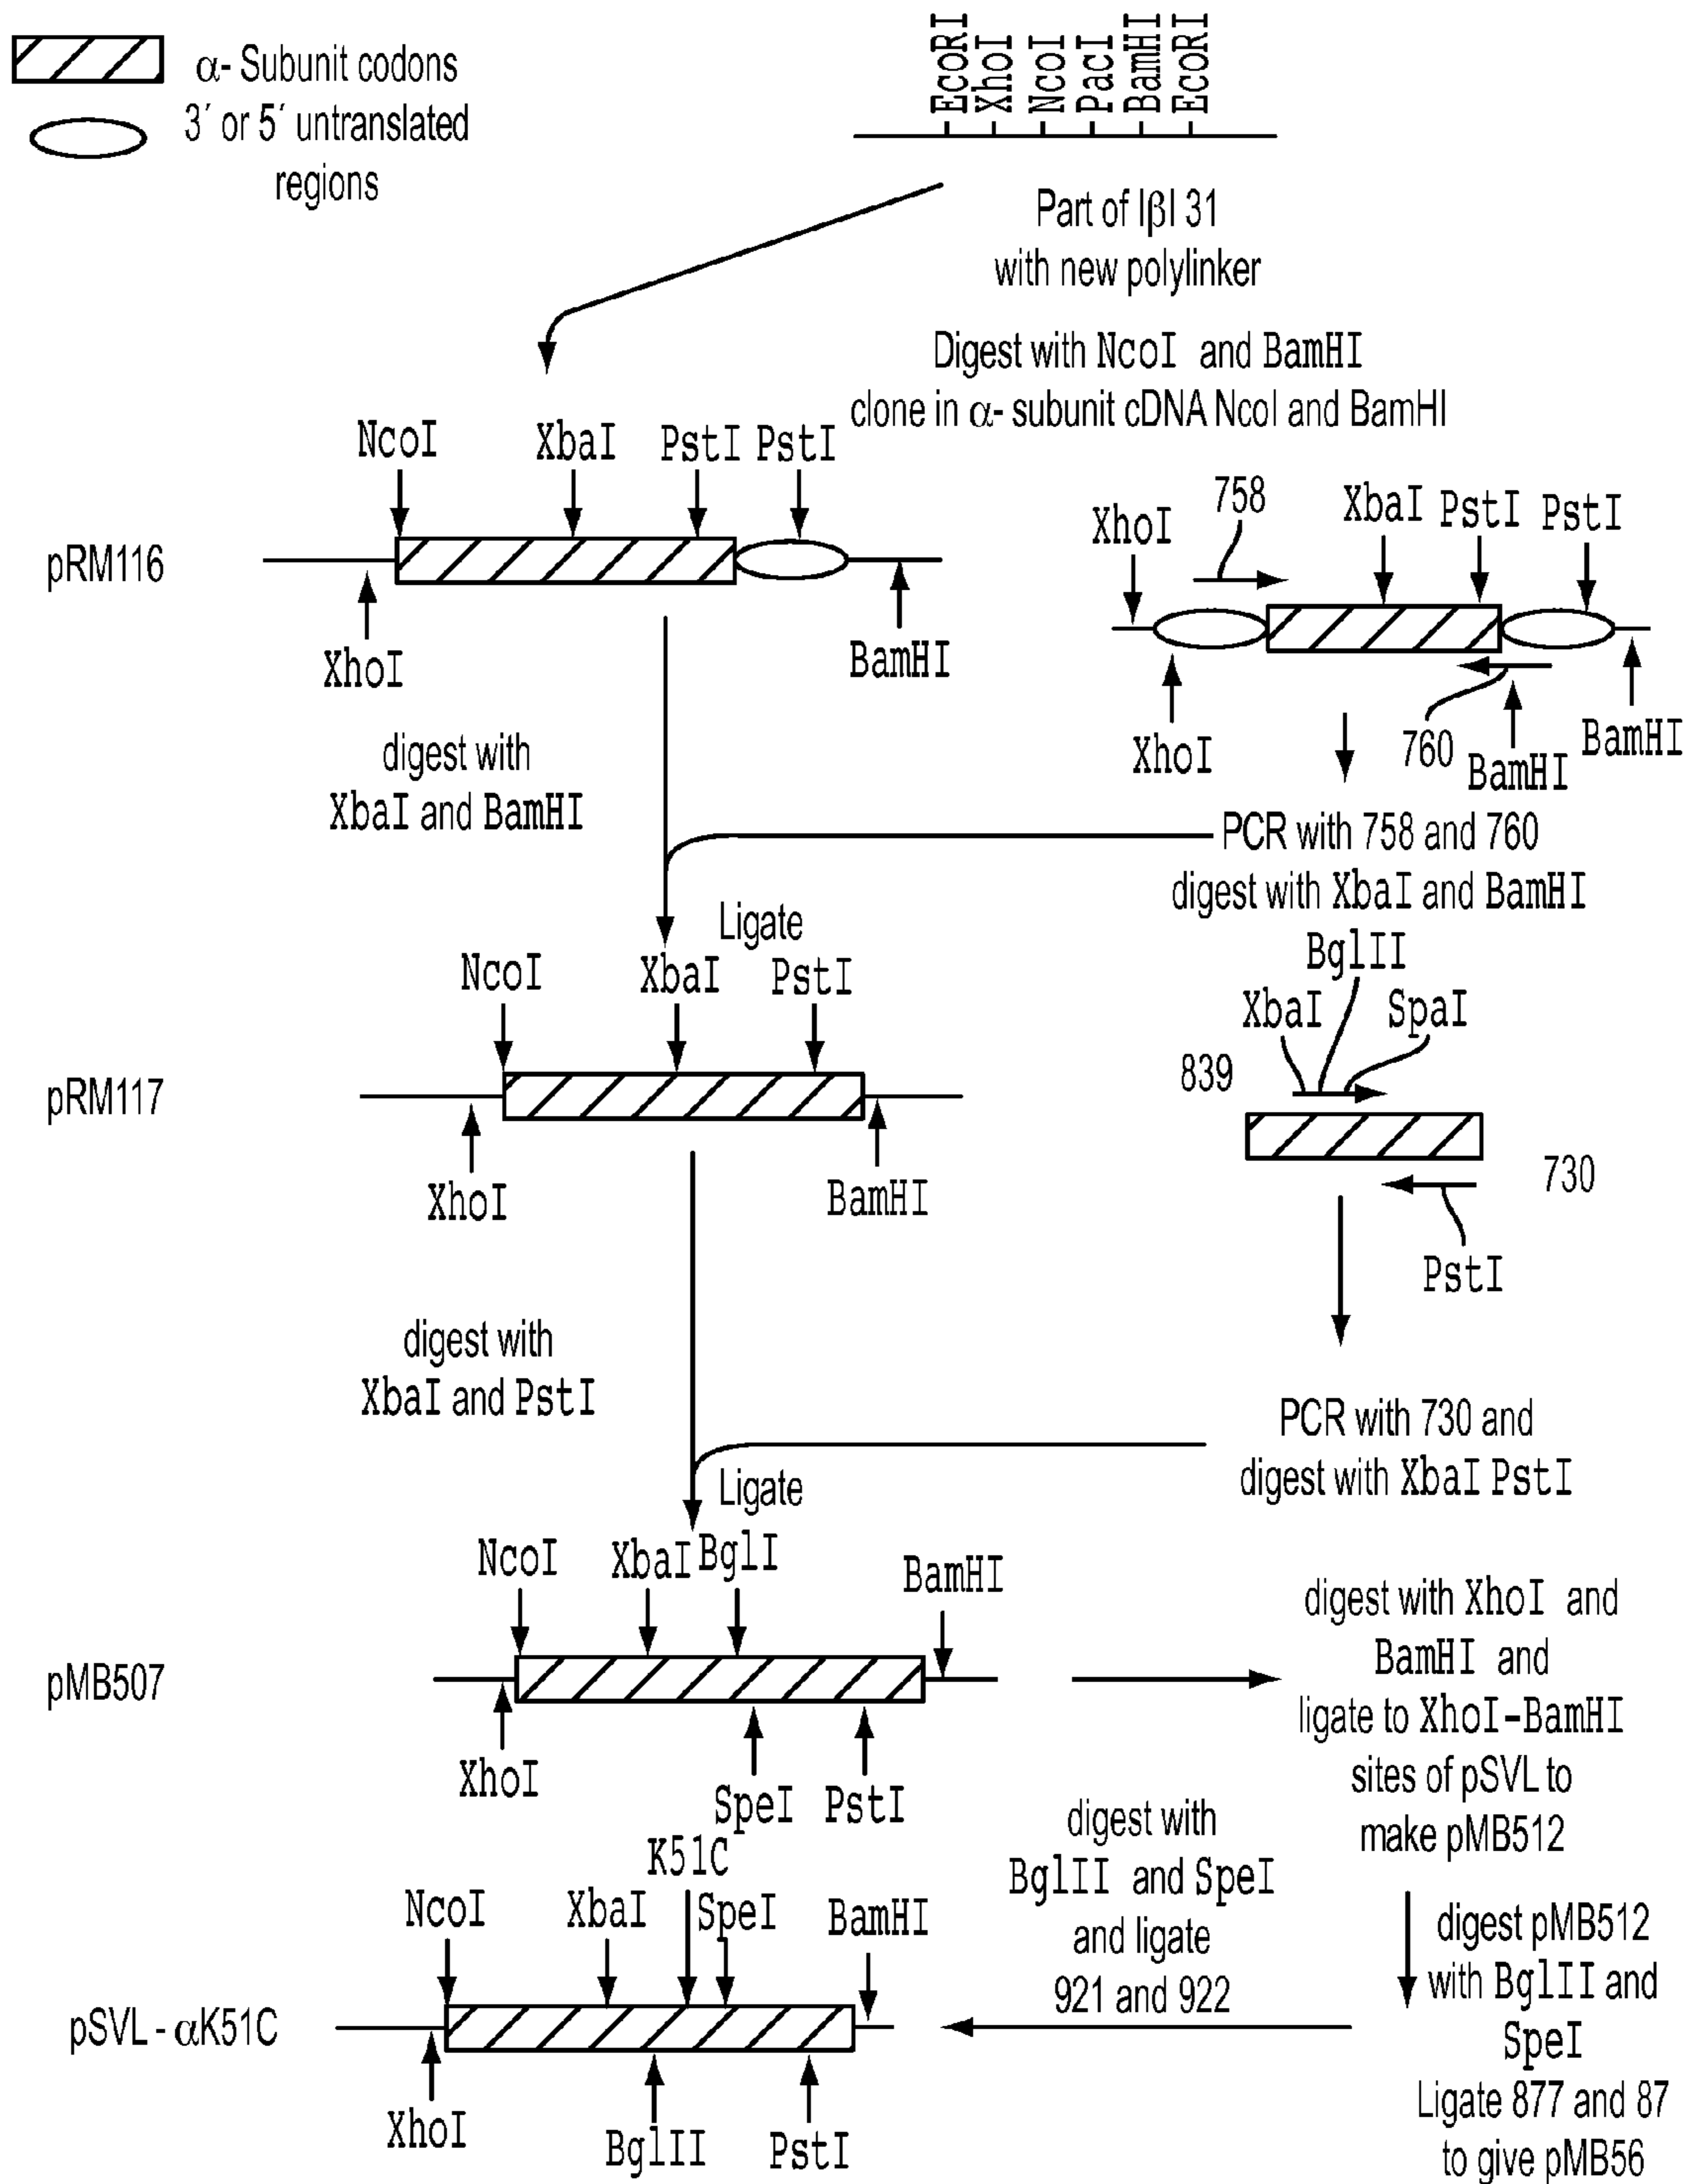 α- Subunit codons
3´ or 5´ untranslated
regions
EcoRI
XhoI
NcoI
PacI
BamHI
EcoRI
Part of IβI 31
with new polylinker
Digest with NcoI and BamHI
clone in α- subunit cDNA NcoI and BamHI
NcoI XbaI PstI PstI
pRM116
XhoI
BamHI
758
XhoI
XbaI PstI PstI
XhoI
760
BamHI
BamHI
digest with
XbaI and BamHI
PCR with 758 and 760
digest with XbaI and BamHI
Ligate
NcoI XbaI PstI
pRM117
XhoI
BamHI
BglII
XbaI SpaI
839
730
PstI
digest with
XbaI and PstI
PCR with 730 and
digest with XbaI PstI
Ligate
NcoI XbaI BglI
BamHI
pMB507
XhoI
SpeI PstI
digest with XhoI and
BamHI and
ligate to XhoI-BamHI
sites of pSVL to
make pMB512
digest pMB512
with BglII and
SpeI
Ligate 877 and 87
to give pMB56
digest with
BglII and SpeI
and ligate
921 and 922
K51C
NcoI XbaI SpeI BamHI
pSVL - αK51C
XhoI
BglII PstI